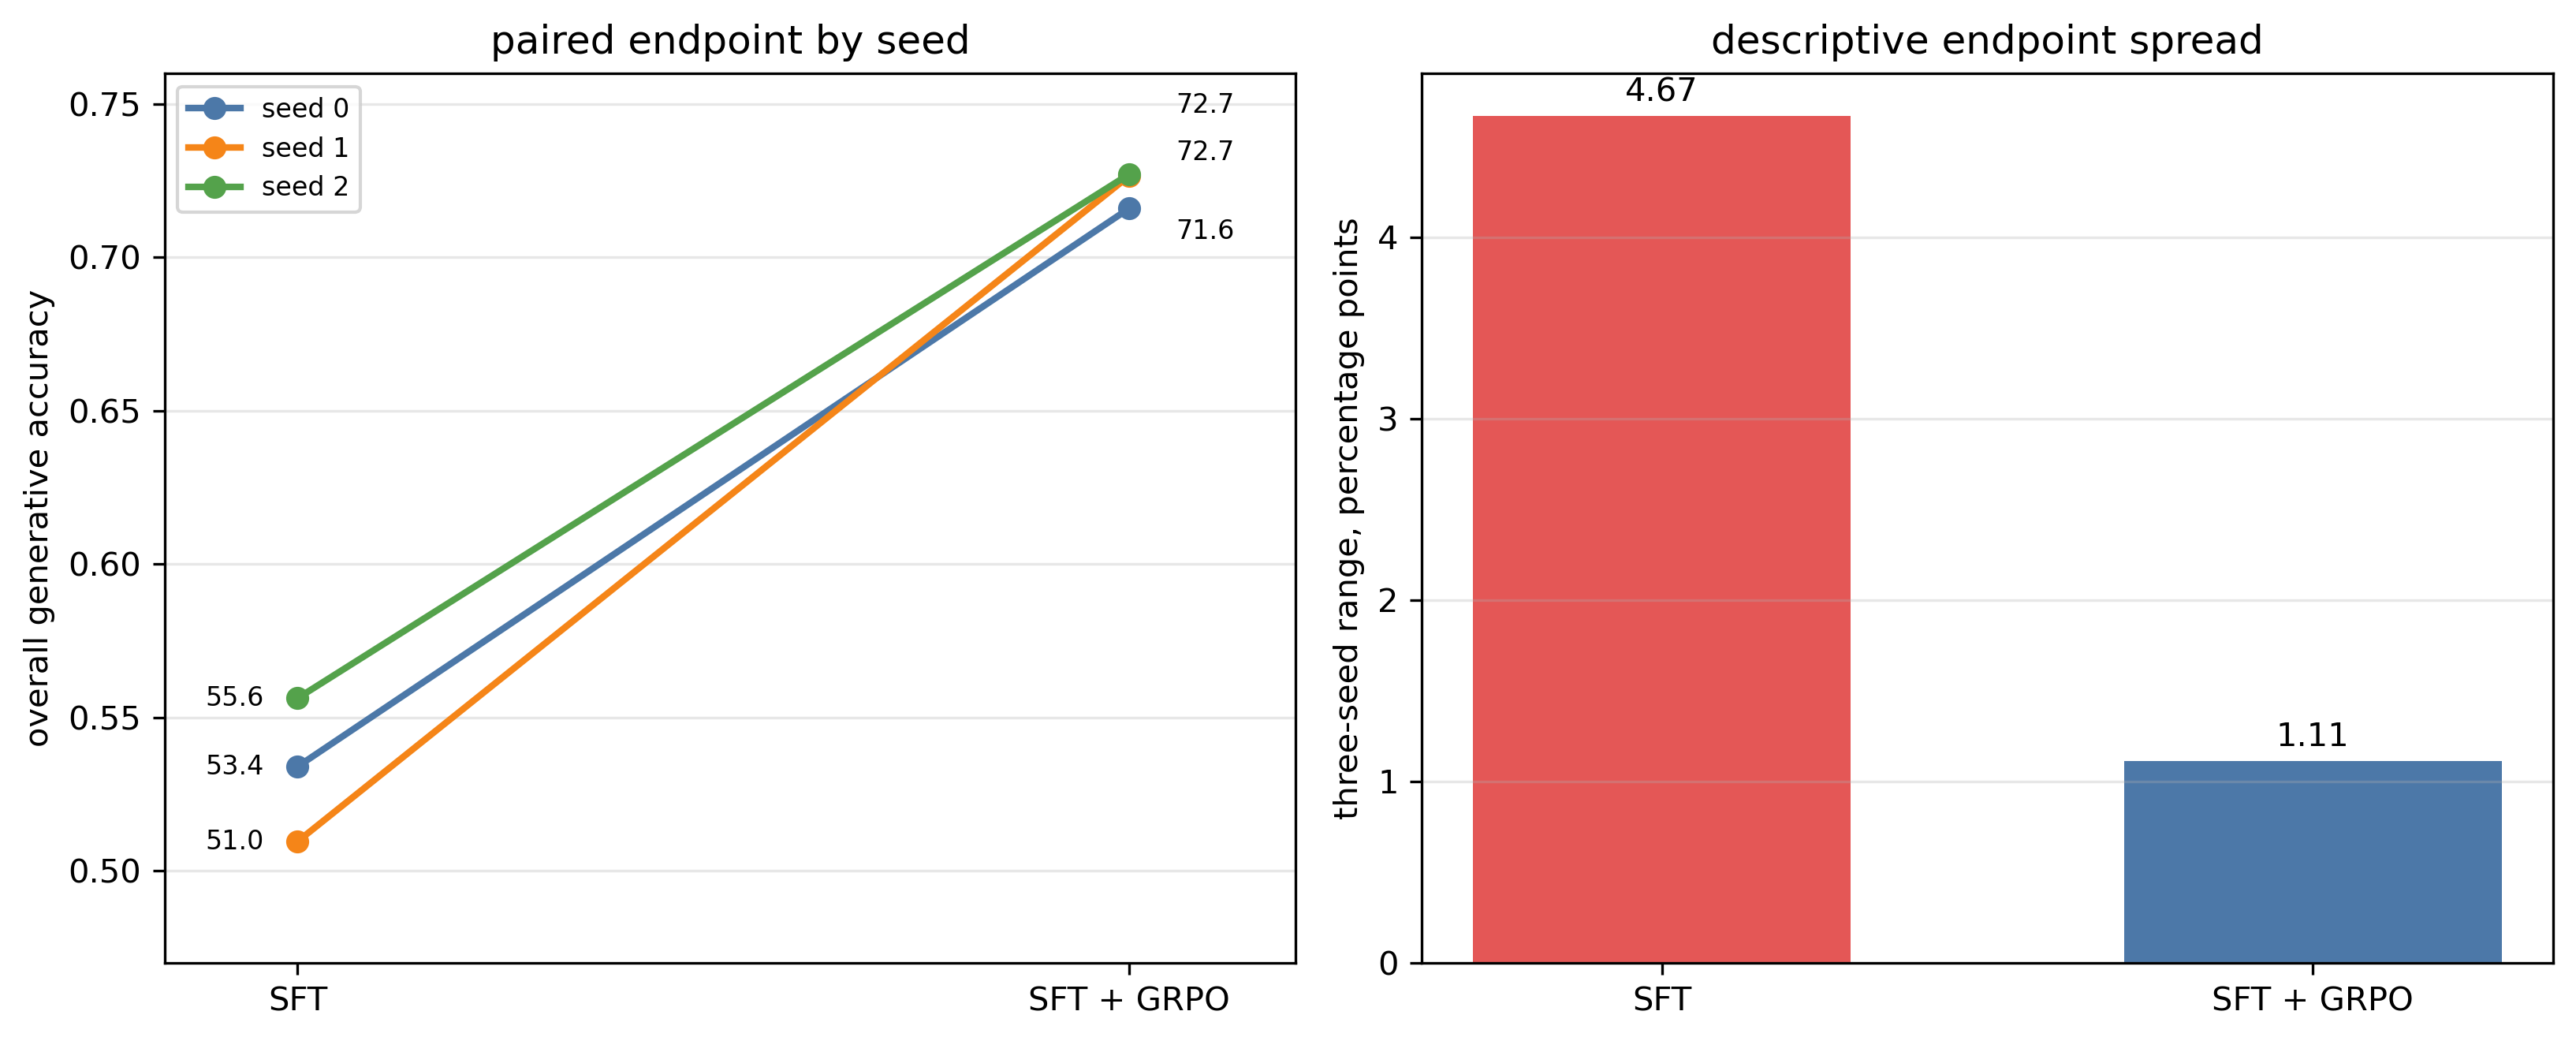 paired endpoint by seed
overall generative accuracy
0.75
0.70
0.65
0.60
0.55
0.50
seed 0
seed 1
seed 2
72.7
72.7
71.6
55.6
53.4
51.0
SFT
SFT + GRPO
descriptive endpoint spread
three-seed range, percentage points
4
3
2
1
0
4.67
1.11
SFT
SFT + GRPO